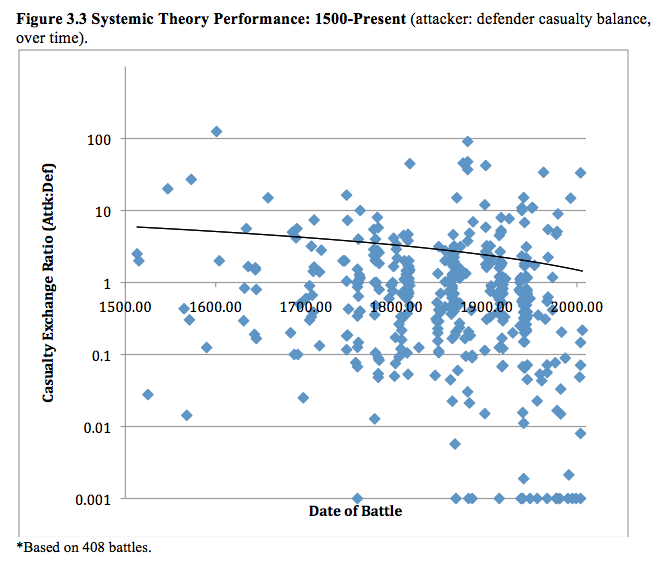 Figure 3.3 Systemic Theory Performance: 1500-Present (attacker: defender casualty balance,
over time).
Casualty Exchange Ratio (Attk:Def)
100
10
1
0.1
0.01
0.001
1500.00 1600.00 1700.00 1800.00 1900.00 2000.00
Date of Battle
*Based on 408 battles.